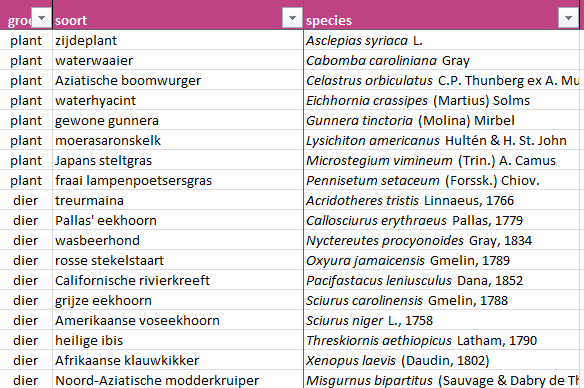 groe soort species
plant zijdeplant Asclepias syriaca L.
plant waterwaaier Cabomba caroliniana Gray
plant Aziatische boomwurger Celastrus orbiculatus C.P. Thunberg ex A. Mu
plant waterhyacint Eichhornia crassipes (Martius) Solms
plant gewone gunnera Gunnera tinctoria (Molina) Mirbel
plant moerasaronskelk Lysichiton americanus Hultén & H. St. John
plant Japans steltgras Microstegium vimineum (Trin.) A. Camus
plant fraai lampenpoetsersgras Pennisetum setaceum (Forssk.) Chiov.
dier treurmaina Acridotheres tristis Linnaeus, 1766
dier Pallas' eekhoorn Callosciurus erythraeus Pallas, 1779
dier wasbeerhond Nyctereutes procyonoides Gray, 1834
dier rosse stekelstaart Oxyura jamaicensis Gmelin, 1789
dier Californische rivierkreeft Pacifastacus leniusculus Dana, 1852
dier grijze eekhoorn Sciurus carolinensis Gmelin, 1788
dier Amerikaanse voseekhoorn Sciurus niger L., 1758
dier heilige ibis Threskiornis aethiopicus Latham, 1790
dier Afrikaanse klauwkikker Xenopus laevis (Daudin, 1802)
dier Noord-Aziatische modderkruiper Misgurnus bipartitus (Sauvage & Dabry de Th